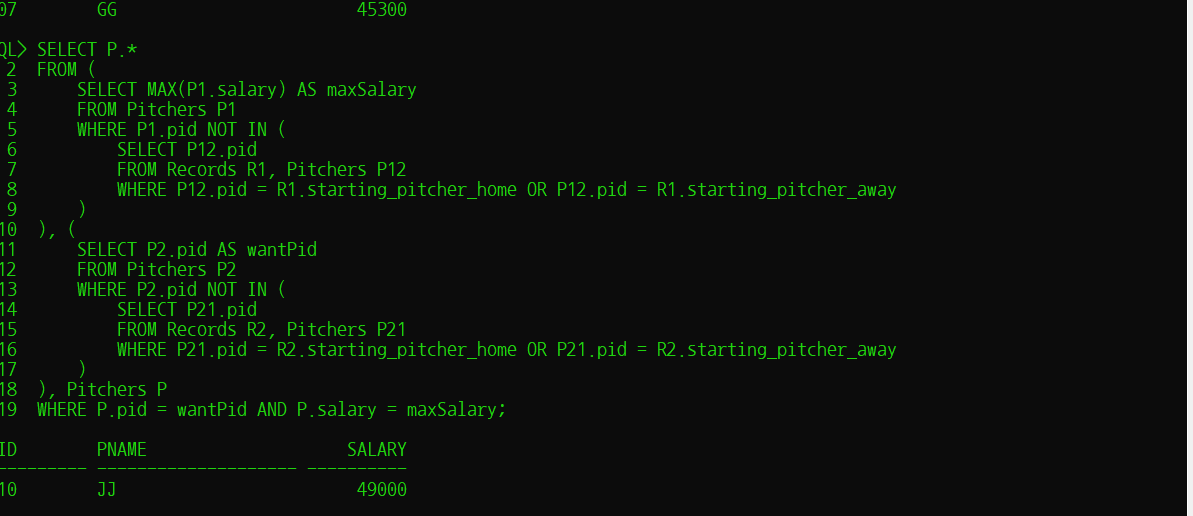 07        GG                        45300
QL> SELECT P.*
 2  FROM (
 3      SELECT MAX(P1.salary) AS maxSalary
 4      FROM Pitchers P1
 5      WHERE P1.pid NOT IN (
 6          SELECT P12.pid
 7          FROM Records R1, Pitchers P12
 8          WHERE P12.pid = R1.starting_pitcher_home OR P12.pid = R1.starting_pitcher_away
 9      )
10  ), (
11      SELECT P2.pid AS wantPid
12      FROM Pitchers P2
13      WHERE P2.pid NOT IN (
14          SELECT P21.pid
15          FROM Records R2, Pitchers P21
16          WHERE P21.pid = R2.starting_pitcher_home OR P21.pid = R2.starting_pitcher_away
17      )
18  ), Pitchers P
19  WHERE P.pid = wantPid AND P.salary = maxSalary;
ID        PNAME                    SALARY
--------- -------------------- ----------
10        JJ                        49000